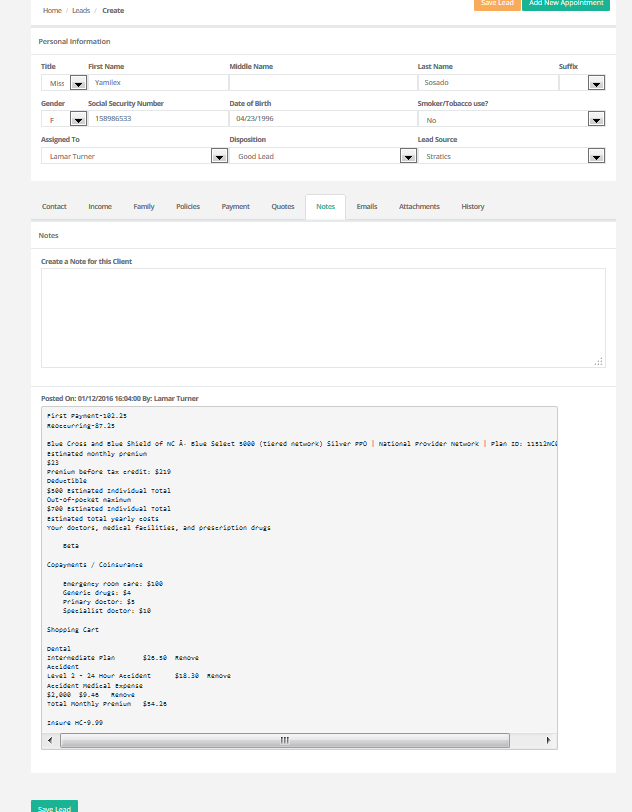 Home / Leads / Create
Save Lead
Add New Appointment
Personal Information
Title First Name Middle Name Last Name Suffix
Miss Yamilex Sosado
Gender Social Security Number Date of Birth Smoker/Tobacco use?
F 158986533 04/23/1996 No
Assigned To Disposition Lead Source
Lamar Turner Good Lead Stratics
Contact Income Family Policies Payment Quotes Notes Emails Attachments History
Notes
Create a Note for this Client
Posted On: 01/12/2016 16:04:00 By: Lamar Turner
First Payment-102.25
Reoccurring-87.25
Blue Cross and Blue Shield of NC Â· Blue Select 5000 (tiered network) Silver PPO | National Provider Network | Plan ID: 11512NC0
Estimated monthly premium
$23
Premium before tax credit: $219
Deductible
$500 Estimated Individual Total
Out-of-pocket maximum
$700 Estimated Individual Total
Estimated total yearly costs
Your doctors, medical facilities, and prescription drugs
Beta
Copayments / Coinsurance
Emergency room care: $100
Generic drugs: $4
Primary doctor: $5
Specialist doctor: $10
Shopping Cart
Dental
Intermediate Plan $26.50 Remove
Accident
Level 2 - 24 Hour Accident $18.30 Remove
Accident Medical Expense
$2,000 $9.46 Remove
Total Monthly Premium $54.26
Insure HC-9.99
Save Lead